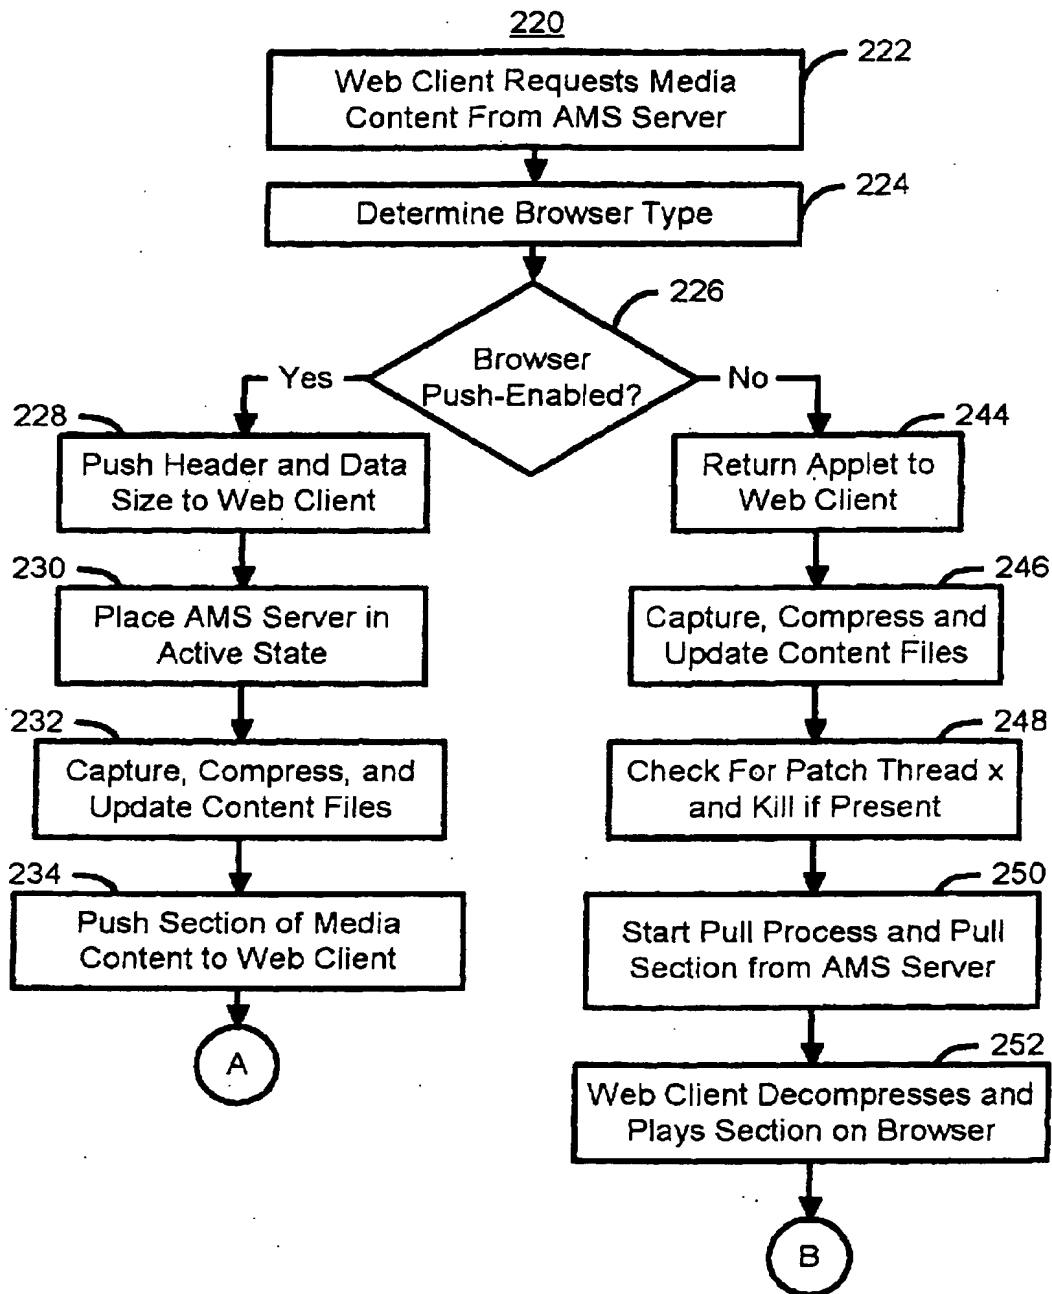 220
222
Web Client Requests Media
Content From AMS Server
224
Determine Browser Type
226
Browser
Push-Enabled?
Yes
No
228
Push Header and Data
Size to Web Client
230
Place AMS Server in
Active State
232
Capture, Compress, and
Update Content Files
234
Push Section of Media
Content to Web Client
A
244
Return Applet to
Web Client
246
Capture, Compress and
Update Content Files
248
Check For Patch Thread x
and Kill if Present
250
Start Pull Process and Pull
Section from AMS Server
252
Web Client Decompresses and
Plays Section on Browser
B